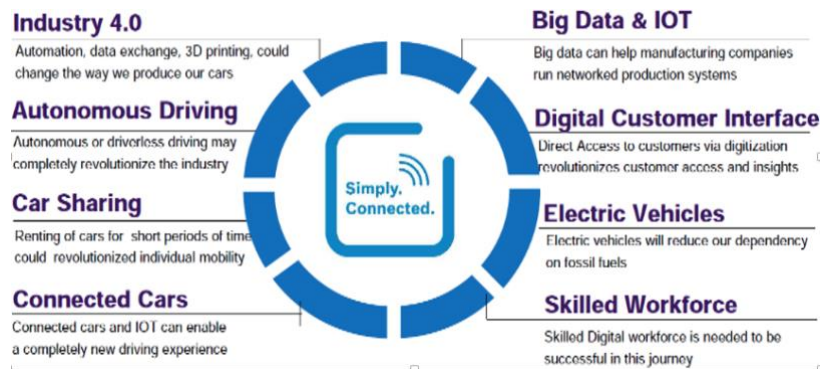 Industry 4.0
Automation, data exchange, 3D printing, could
change the way we produce our cars
Autonomous Driving
Autonomous or driverless driving may
completely revolutionize the industry
Car Sharing
Renting of cars for short periods of time
could revolutionized individual mobility
Connected Cars
Connected cars and IOT can enable
a completely new driving experience
Simply.
Connected.
Big Data & IOT
Big data can help manufacturing companies
run networked production systems
Digital Customer Interface
Direct Access to customers via digitization
revolutionizes customer access and insights
Electric Vehicles
Electric vehicles will reduce our dependency
on fossil fuels
Skilled Workforce
Skilled Digital workforce is needed to be
successful in this journey